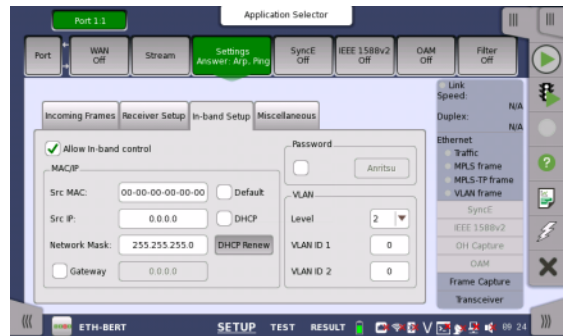 Port 1.1
Application Selector
Port
WAN
Off
Stream
Settings
Answer: Arp, Ping
SyncE
Off
IEEE 1588v2
Off
OAM
Off
Filter
Off
Link
Speed:
N/A
Duplex:
N/A
Ethernet
Traffic
MPLS frame
MPLS-TP frame
VLAN frame
SyncE
IEEE 1588v2
OH Capture
OAM
Frame Capture
Transceiver
Incoming Frames
Receiver Setup
In-band Setup
Miscellaneous
Allow In-band control
MAC/IP
Src MAC:
00-00-00-00-00-00
Default
Src IP:
0.0.0.0
DHCP
Network Mask:
255.255.255.0
DHCP Renew
Gateway
0.0.0.0
Password
Anritsu
VLAN
Level
2
VLAN ID 1
0
VLAN ID 2
0
ETH-BERT
SETUP
TEST
RESULT
09 24